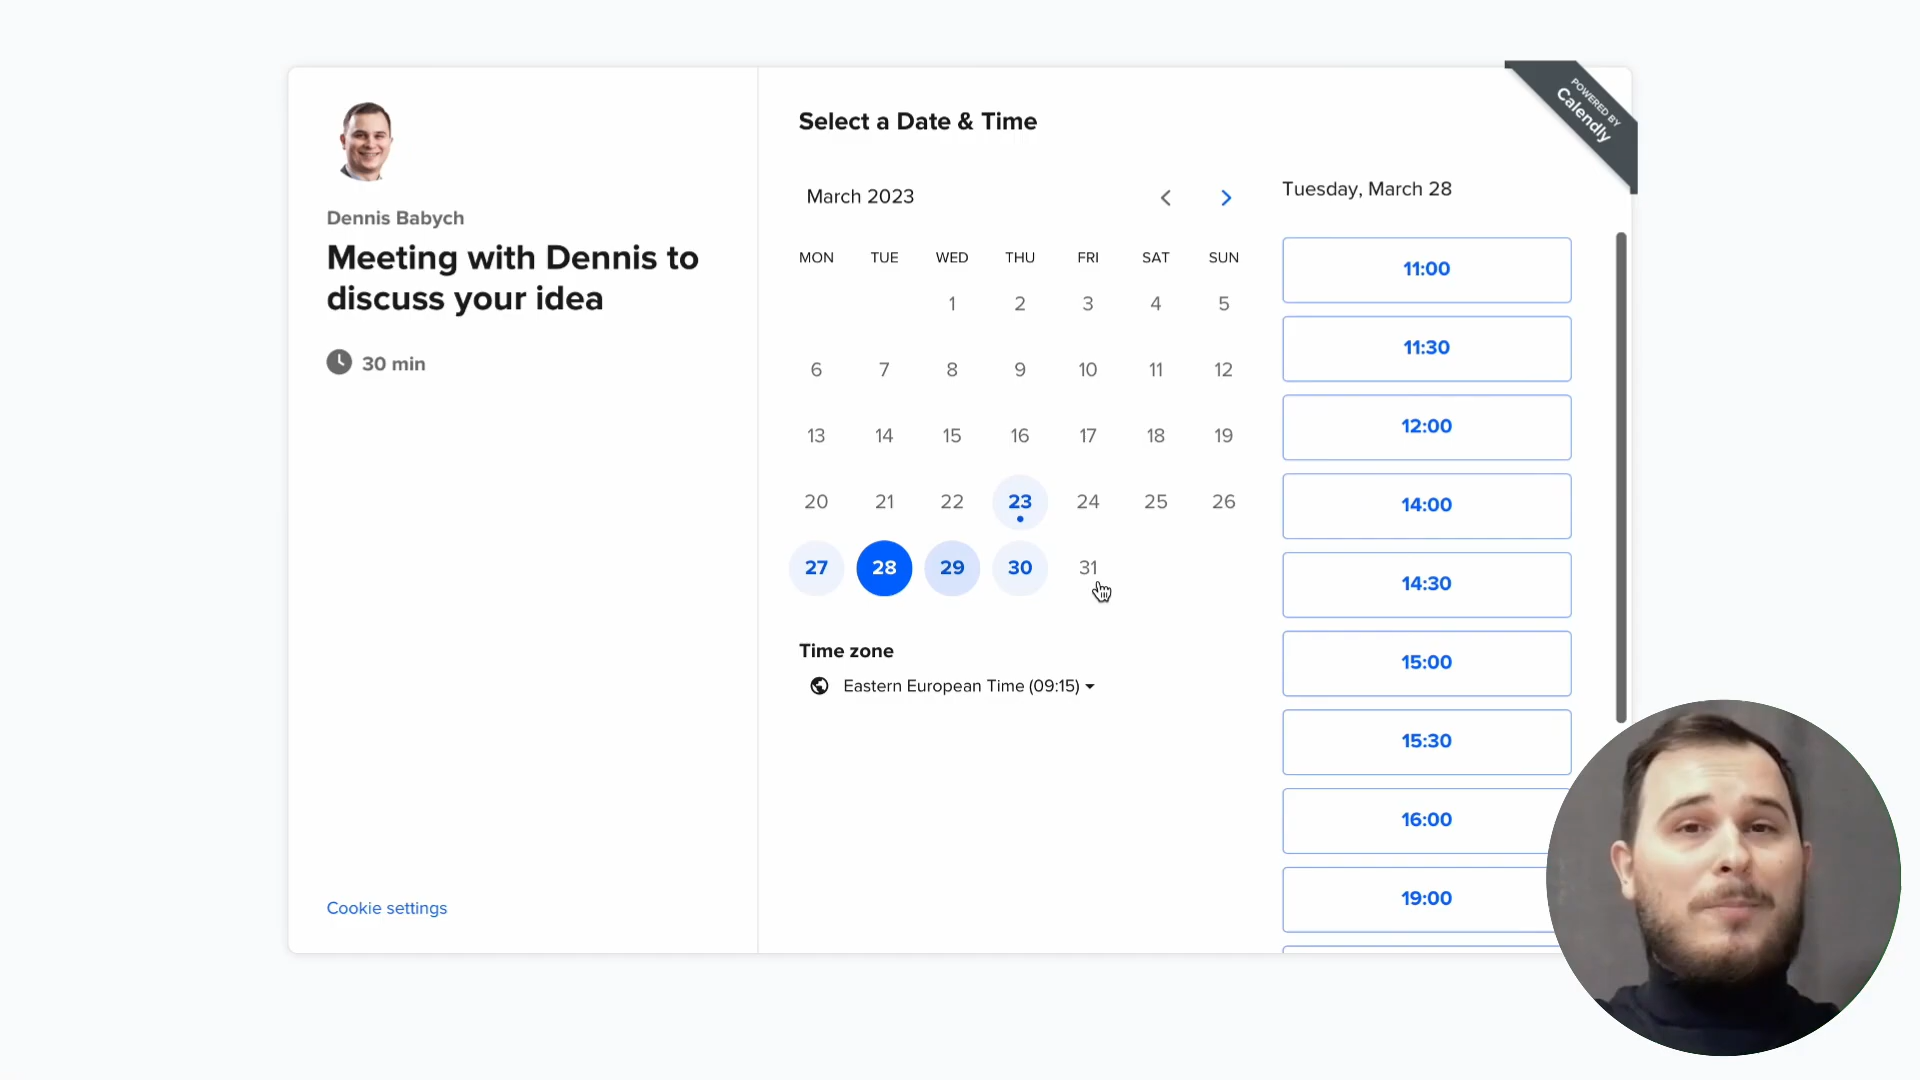 Dennis Babych
Meeting with Dennis to
discuss your idea
30 min
Cookie settings
Select a Date & Time
March 2023
MON TUE WED THU FRI SAT SUN
1 2 3 4 5
6 7 8 9 10 11 12
13 14 15 16 17 18 19
20 21 22 23 24 25 26
27 28 29 30 31
Time zone
Eastern European Time (09:15)
Tuesday, March 28
11:00
11:30
12:00
14:00
14:30
15:00
15:30
16:00
19:00
POWERED BY
Calendly